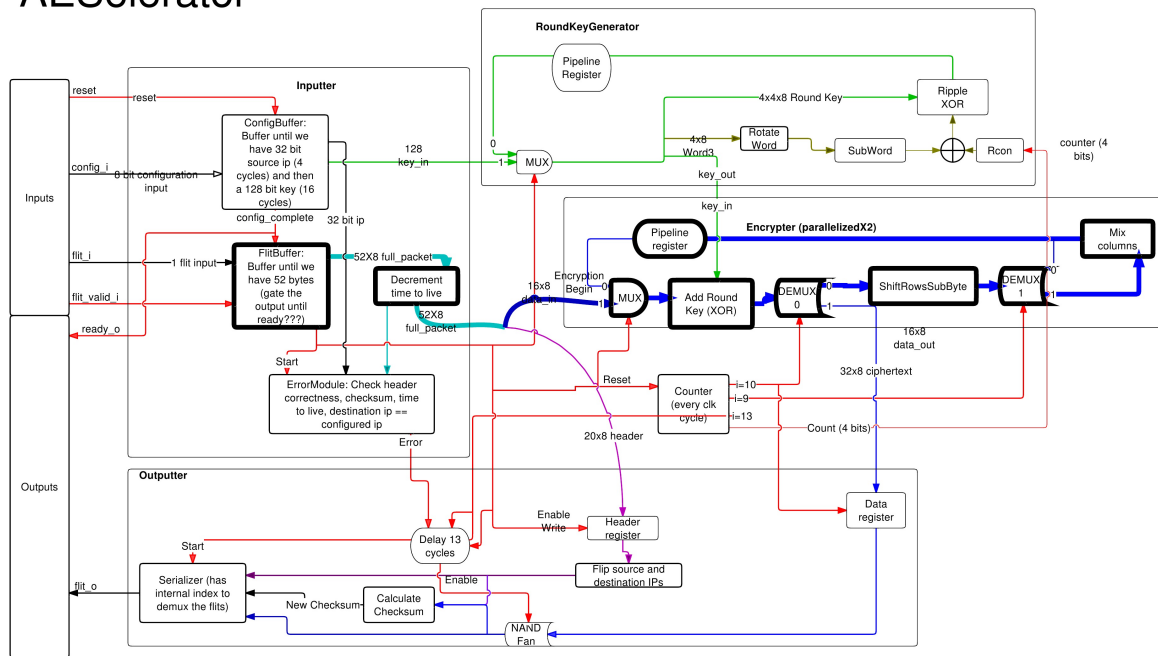 AESelerator
RoundKeyGenerator
Pipeline
Register
Inputter
Ripple
XOR
reset
reset
4x4x8 Round Key
ConfigBuffer:
Buffer until we
have 32 bit
source ip (4
cycles) and then
a 128 bit key (16
cycles)
128
key_in
0
1
MUX
4x8
Word3
Rotate
Word
SubWord
Rcon
counter (4
bits)
config_i
8 bit configuration
input
key_out
key_in
Inputs
config_complete
32 bit ip
Pipeline
register
Encrypter (parallelizedX2)
Mix
columns
flit_i
1 flit input
FlitBuffer:
Buffer until we
have 52 bytes
(gate the
output until
ready???)
52X8 full_packet
Decrement
time to live
Encryption
Begin
16x8
data_in
0
1
MUX
Add Round
Key (XOR)
DEMUX
0
0
1
ShiftRowsSubByte
DEMUX
1
0
1
flit_valid_i
52X8
full_packet
ready_o
16x8
data_out
Start
32x8 ciphertext
ErrorModule: Check header
correctness, checksum, time
to live, destination ip ==
configured ip
Reset
Counter
(every clk
cycle)
i=10
i=9
i=13
Count (4 bits)
Error
20x8 header
Outputs
Outputter
Data
register
Enable
Write
Header
register
Delay 13
cycles
Start
Flip source and
destination IPs
Enable
flit_o
Serializer (has
internal index to
demux the flits)
New Checksum
Calculate
Checksum
NAND
Fan